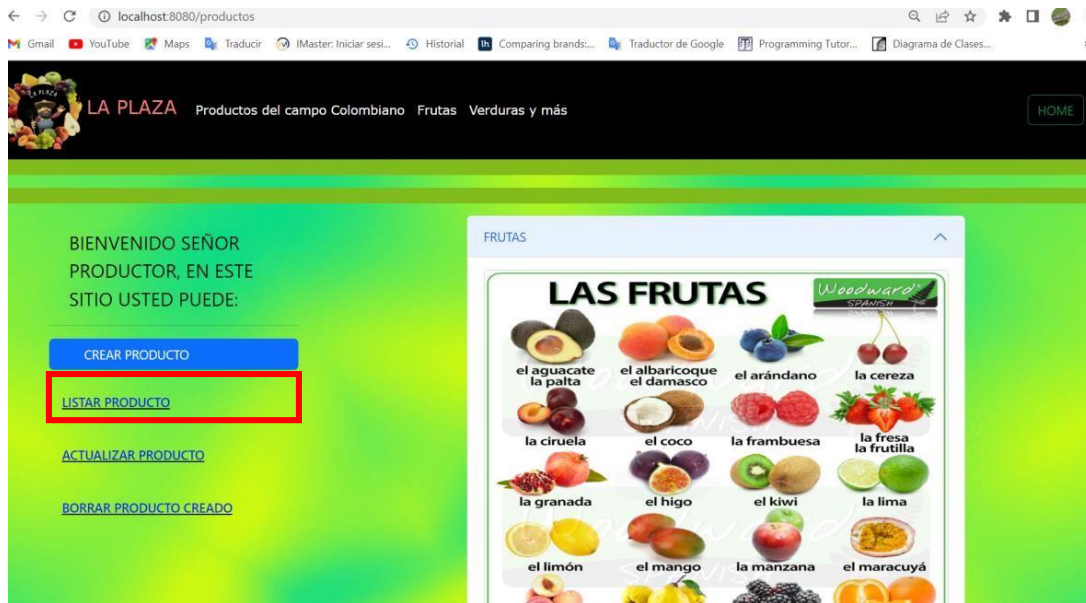 localhost:8080/productos
Gmail YouTube Maps Traducir IMaster: Iniciar sesi... Historial Comparing brands:... Traductor de Google Programming Tutor... Diagrama de Clases...
LA PLAZA
LA PLAZA Productos del campo Colombiano Frutas Verduras y más HOME
BIENVENIDO SEÑOR
PRODUCTOR, EN ESTE
SITIO USTED PUEDE:
CREAR PRODUCTO
LISTAR PRODUCTO
ACTUALIZAR PRODUCTO
BORRAR PRODUCTO CREADO
FRUTAS
LAS FRUTAS
Woodward
SPANISH
el aguacate
la palta
el albaricoque
el damasco
el arándano
la cereza
la ciruela
el coco
la frambuesa
la fresa
la frutilla
la granada
el higo
el kiwi
la lima
el limón
el mango
la manzana
el maracuyá